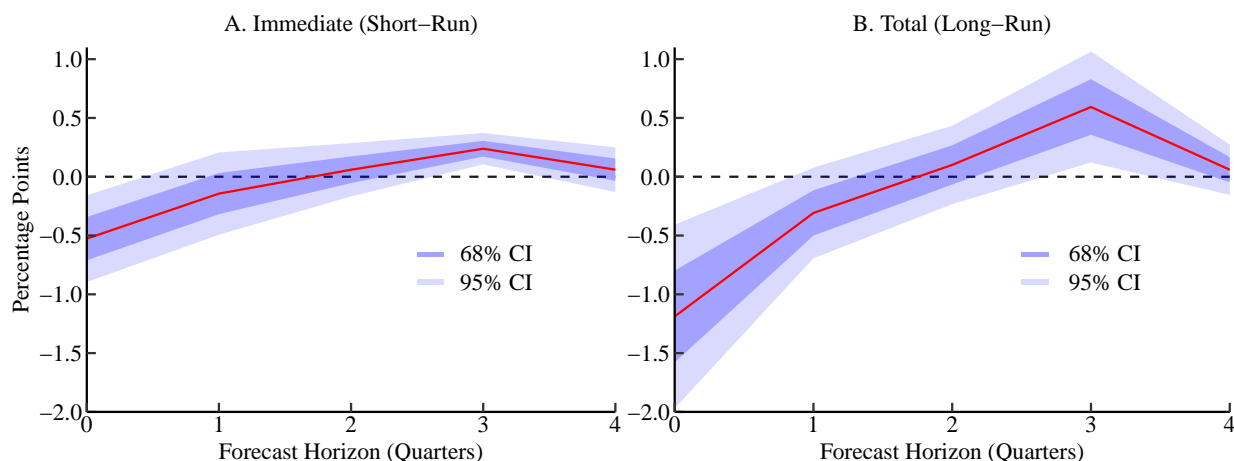 A. Immediate (Short−Run)
1.0
0.5
0.0
−0.5
−1.0
−1.5
−2.0
Percentage Points
68% CI
95% CI
0 1 2 3 4
Forecast Horizon (Quarters)
B. Total (Long−Run)
1.0
0.5
0.0
−0.5
−1.0
−1.5
−2.0
68% CI
95% CI
0 1 2 3 4
Forecast Horizon (Quarters)